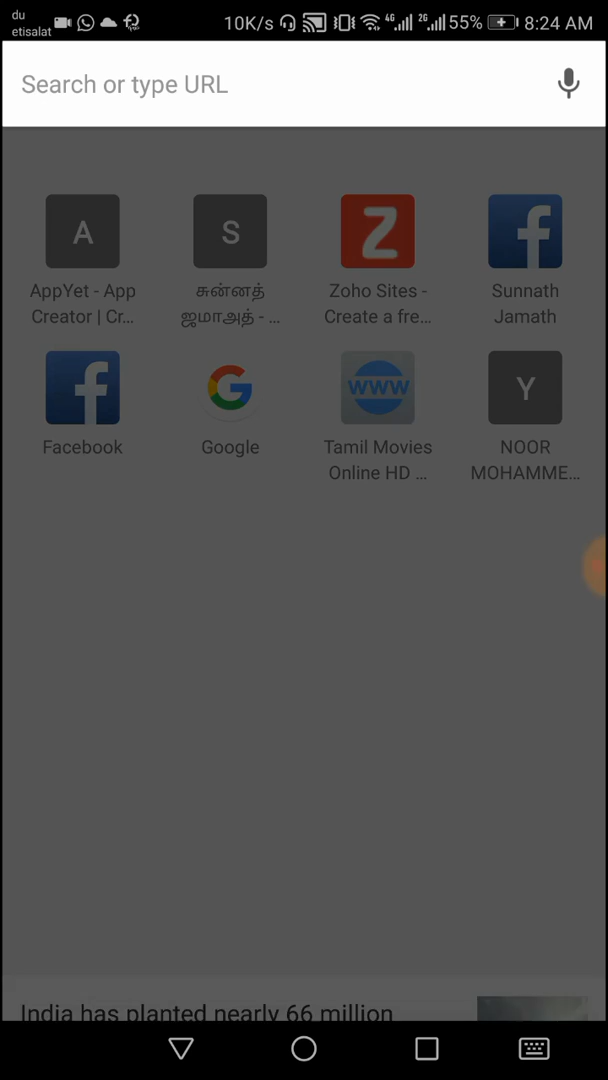 du
etisalat
10K/s 4G 2G 55% 8:24 AM
Search or type URL
A
S
Z
f
AppYet - App
Creator | Cr...
சுன்னத்
ஜமாஅத் - ...
Zoho Sites -
Create a fre...
Sunnath
Jamath
f
G
WWW
Y
Facebook
Google
Tamil Movies
Online HD ...
NOOR
MOHAMME...
India has planted nearly 66 million